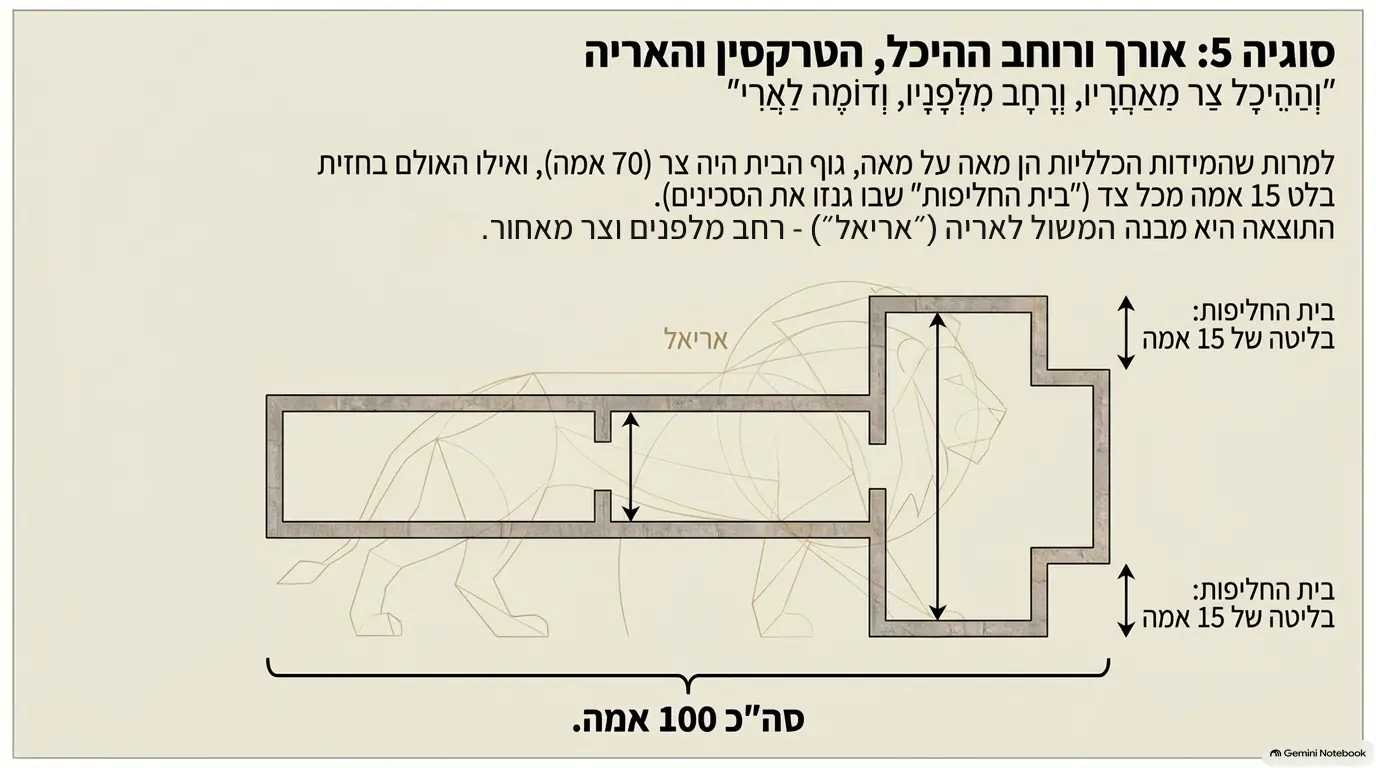 סוגיה 5: אורך ורוחב ההיכל, הטרקסין והאריה
"וְהַהֵיכָל צַר מֵאַחֲרָיו, וְרָחָב מִלְּפָנָיו, וְדוֹמֶה לַאֲרִי"
למרות שהמידות הכלליות הן מאה על מאה, גוף הבית היה צר (70 אמה), ואילו האולם בחזית
בלט 15 אמה מכל צד ("בית החליפות" שבו גנזו את הסכינים).
התוצאה היא מבנה המשול לאריה ("אריאל") - רחב מלפנים וצר מאחור.
בית החליפות:
בליטה של 15 אמה
אריאל
בית החליפות:
בליטה של 15 אמה
סה"כ 100 אמה.
Gemini Notebook